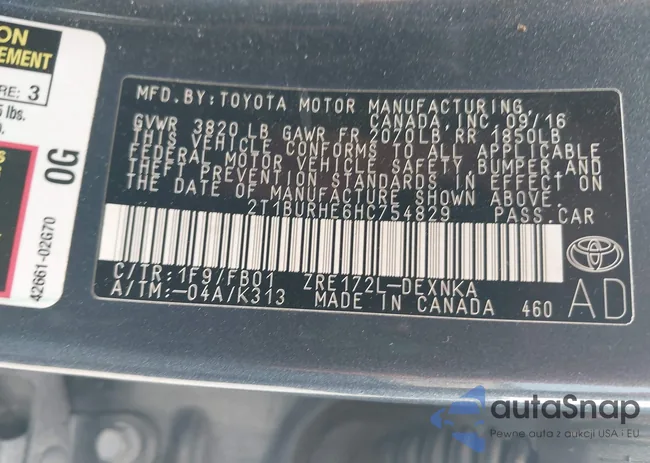 ON
EMENT
RE: 3
5 lbs.
42661-02G70
OG
MFD. BY: TOYOTA MOTOR MANUFACTURING
CANADA, INC. 09/16
GVWR 3820 LB GAWR FR 2070LB RR 1850LB
THIS VEHICLE CONFORMS TO ALL APPLICABLE
FEDERAL MOTOR VEHICLE SAFETY, BUMPER, AND
THEFT PREVENTION STANDARDS IN EFFECT ON
THE DATE OF MANUFACTURE SHOWN ABOVE.
2T1BURHE6HC754829 PASS. CAR
C/TR: 1F9/FB01 ZRE172L-DEXNKA
A/TM: -04A/K313 MADE IN CANADA 460
AD
autoSnap
Pewne auta z aukcji USA i EU